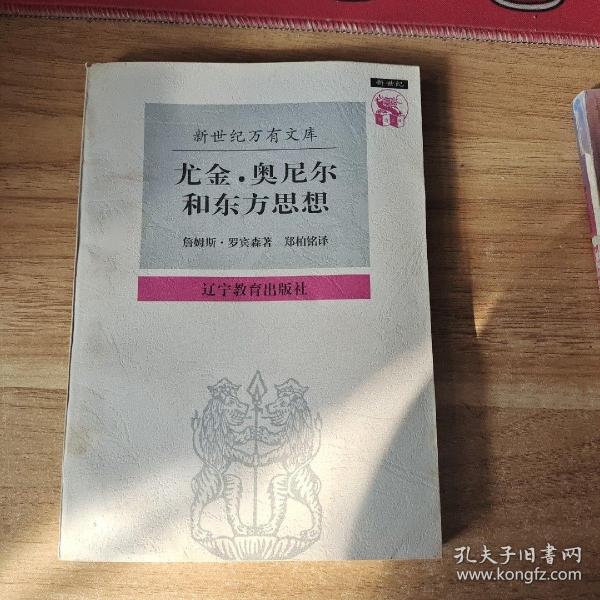 新世纪
新世纪万有文库
尤金·奥尼尔
和东方思想
詹姆斯·罗宾森著 郑柏铭译
辽宁教育出版社
孔夫子旧书网
www.kongfz.com